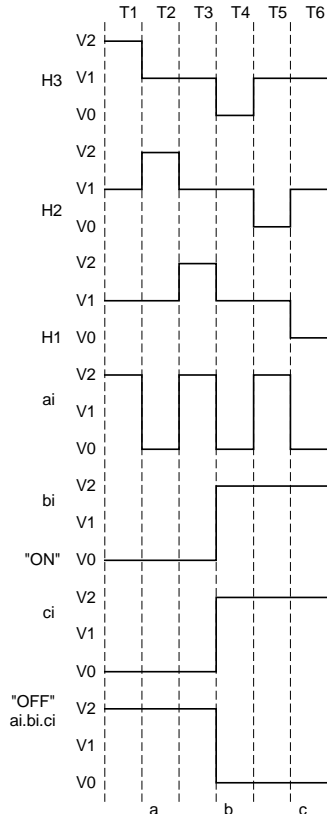 T1 T2 T3 T4 T5 T6
V2
H3 V1
V0
V2
V1
H2
V0
V2
V1
H1 V0
V2
ai
V1
V0
V2
bi
V1
"ON" V0
V2
ci
V1
V0
"OFF"
ai.bi.ci V2
V1
V0
a b c